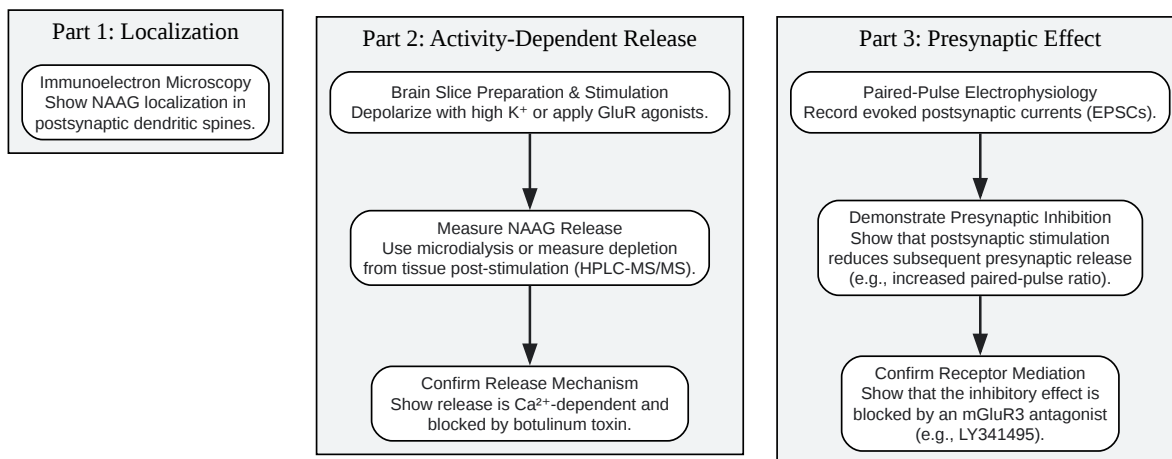 Part 1: Localization
Immunoelectron Microscopy
Show NAAG localization in
postsynaptic dendritic spines.
Part 2: Activity-Dependent Release
Brain Slice Preparation & Stimulation
Depolarize with high K⁺ or apply GluR agonists.
Measure NAAG Release
Use microdialysis or measure depletion
from tissue post-stimulation (HPLC-MS/MS).
Confirm Release Mechanism
Show release is Ca²⁺-dependent and
blocked by botulinum toxin.
Part 3: Presynaptic Effect
Paired-Pulse Electrophysiology
Record evoked postsynaptic currents (EPSCs).
Demonstrate Presynaptic Inhibition
Show that postsynaptic stimulation
reduces subsequent presynaptic release
(e.g., increased paired-pulse ratio).
Confirm Receptor Mediation
Show that the inhibitory effect is
blocked by an mGluR3 antagonist
(e.g., LY341495).